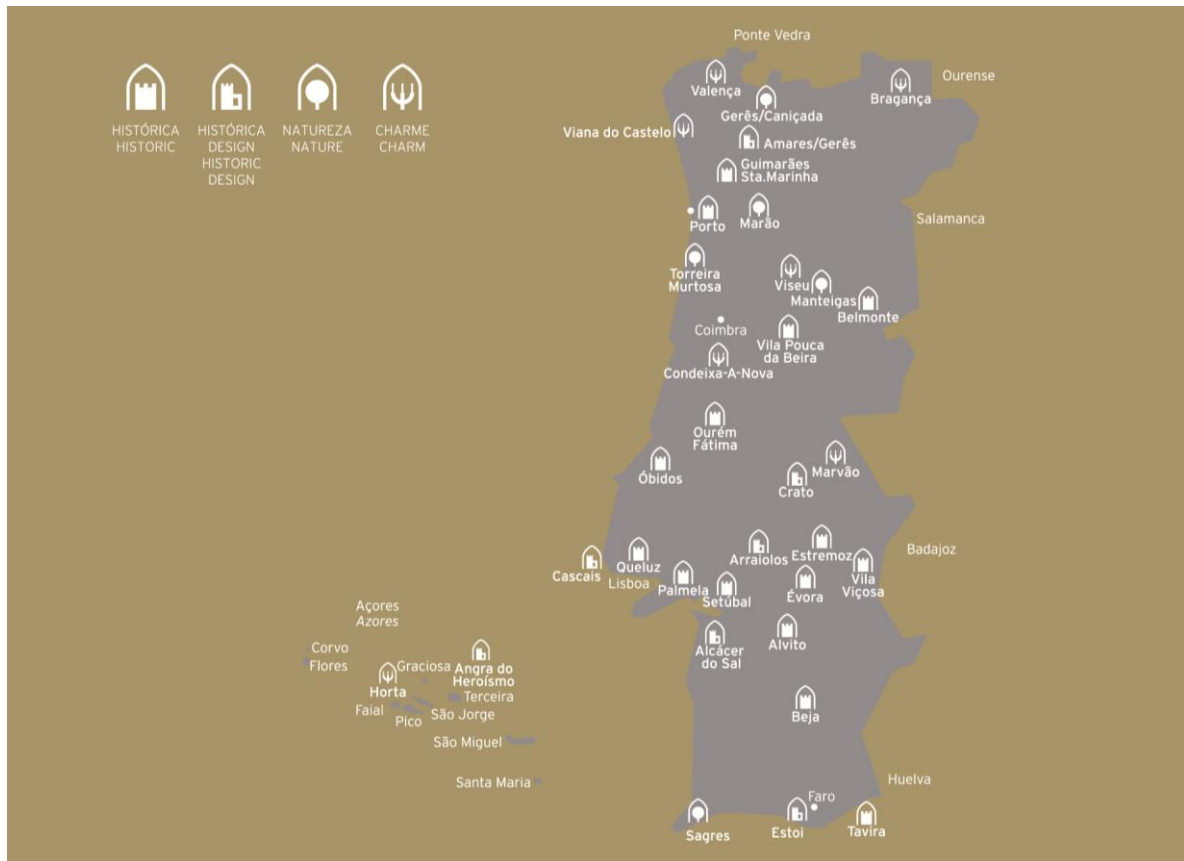 HISTÓRICA
HISTORIC
HISTÓRICA
DESIGN
HISTORIC
DESIGN
NATUREZA
NATURE
CHARME
CHARM
Ponte Vedra
Ourense
Valença
Bragança
Gerês/Caniçada
Viana do Castelo
Amares/Gerês
Guimarães
Sta.Marinha
Porto
Marão
Salamanca
Torreira
Murtosa
Viseu
Manteigas
Belmonte
Coimbra
Vila Pouca
da Beira
Condeixa-A-Nova
Ourém
Fátima
Marvão
Óbidos
Crato
Badajoz
Arraiolos
Estremoz
Vila
Viçosa
Cascais
Queluz
Lisboa
Palmela
Setúbal
Évora
Alcácer
do Sal
Alvito
Beja
Açores
Azores
Corvo
Flores
Graciosa
Angra do
Heroísmo
Horta
Terceira
Faial
Pico
São Jorge
São Miguel
Santa Maria
Huelva
Faro
Sagres
Estoi
Tavira